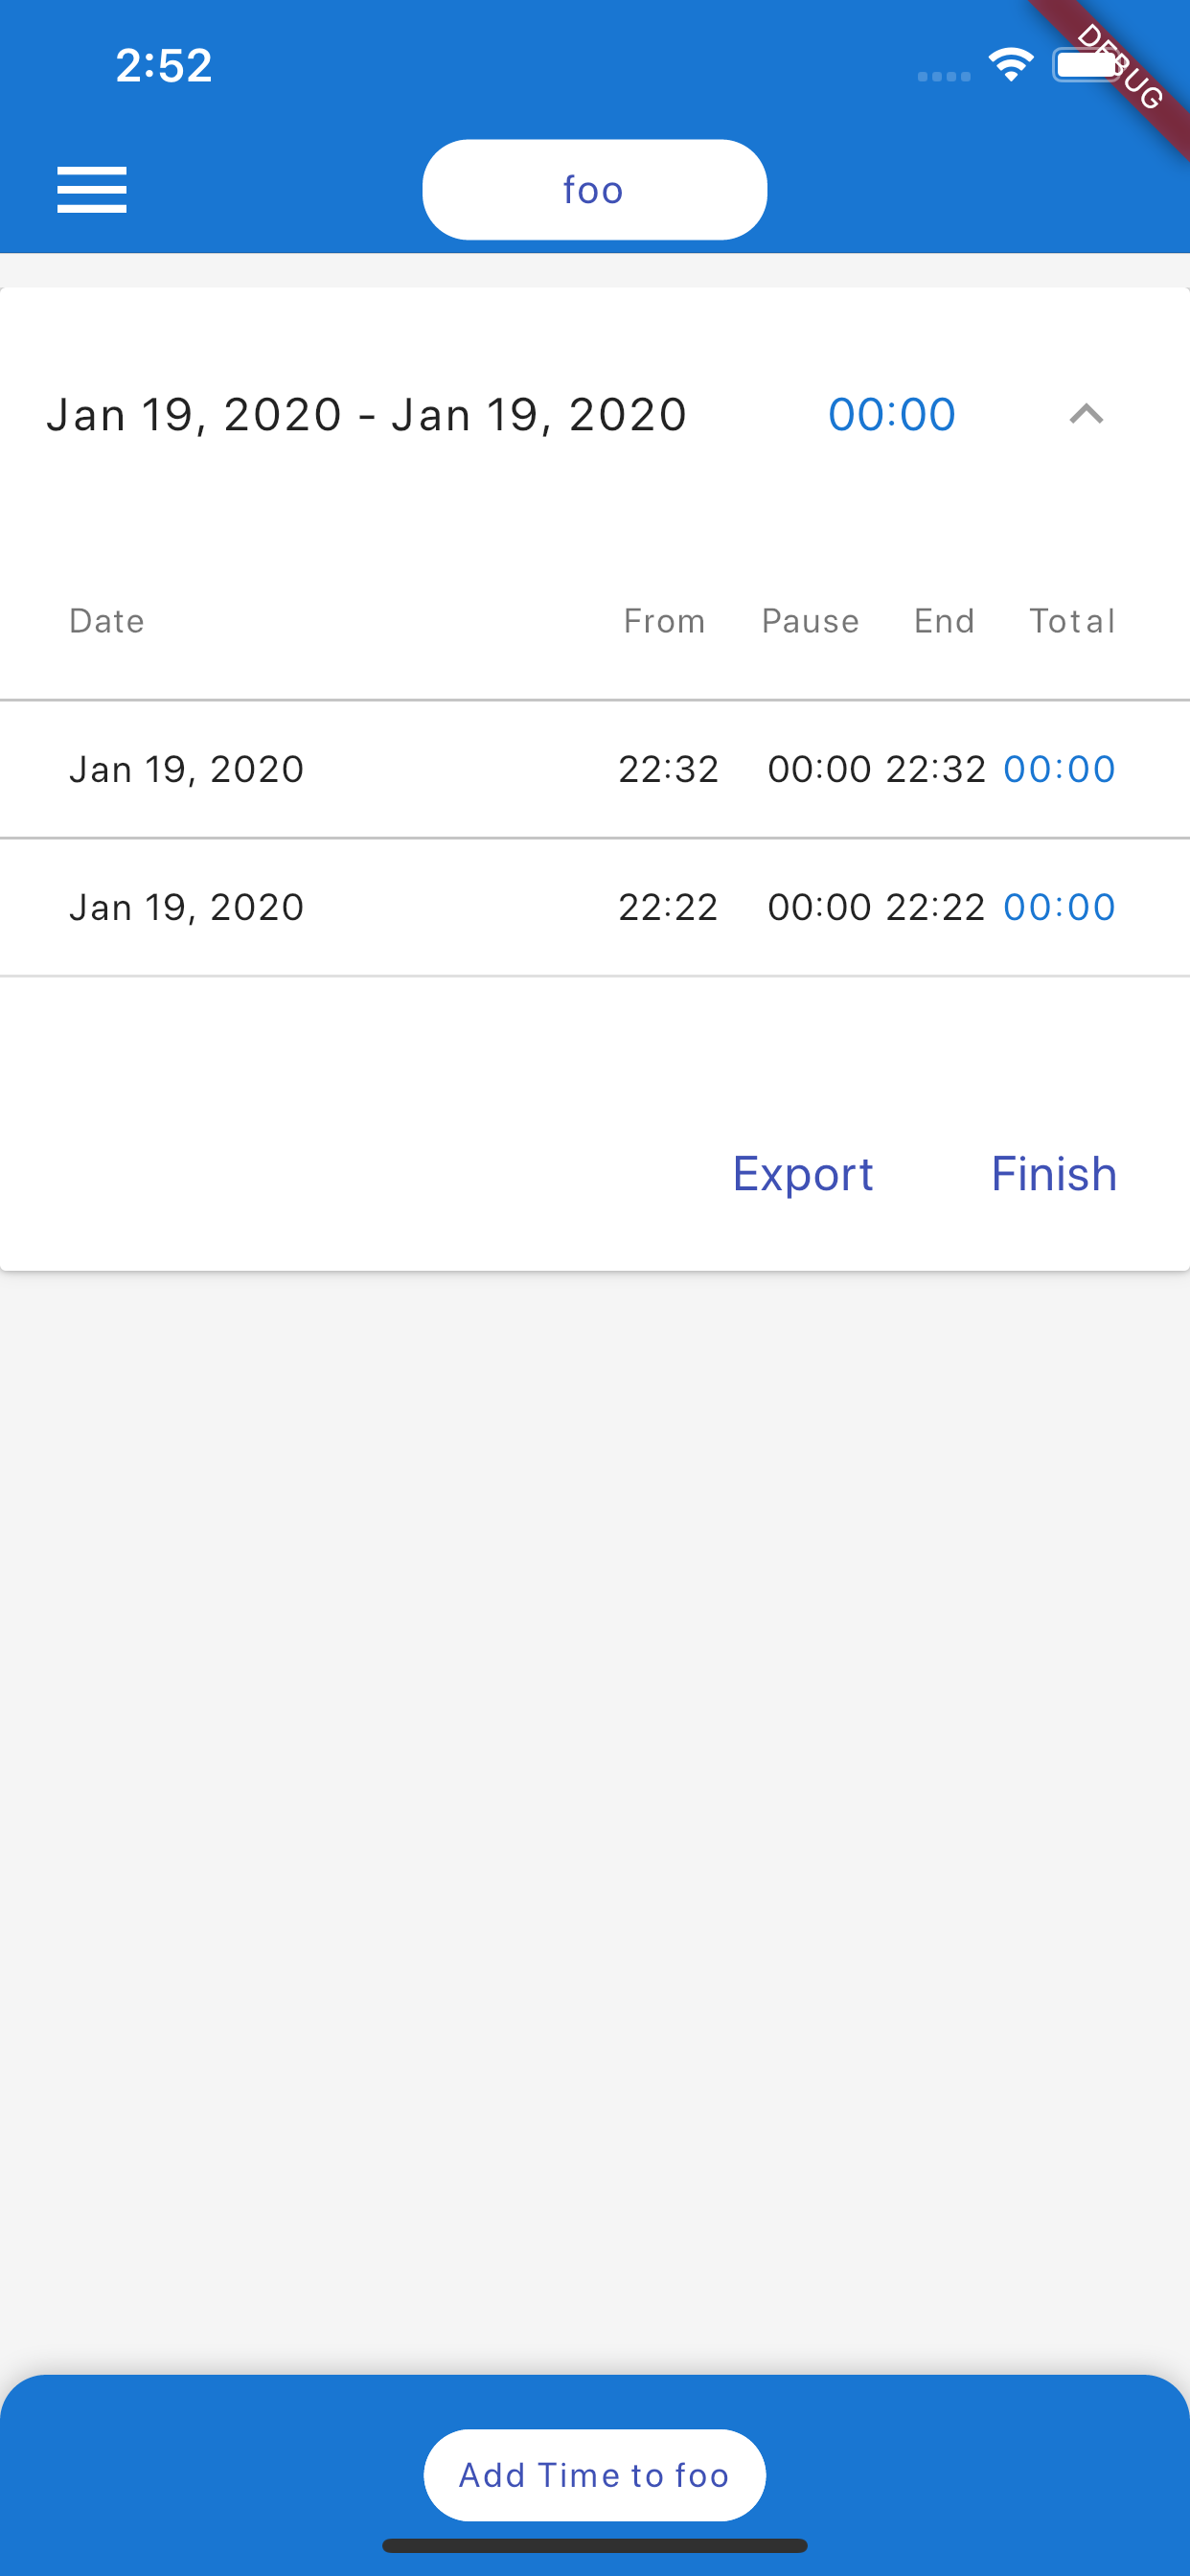 2:52
DEBUG
foo
Jan 19, 2020 - Jan 19, 2020 00:00
Date From Pause End Total
Jan 19, 2020 22:32 00:00 22:32 00:00
Jan 19, 2020 22:22 00:00 22:22 00:00
Export Finish
Add Time to foo